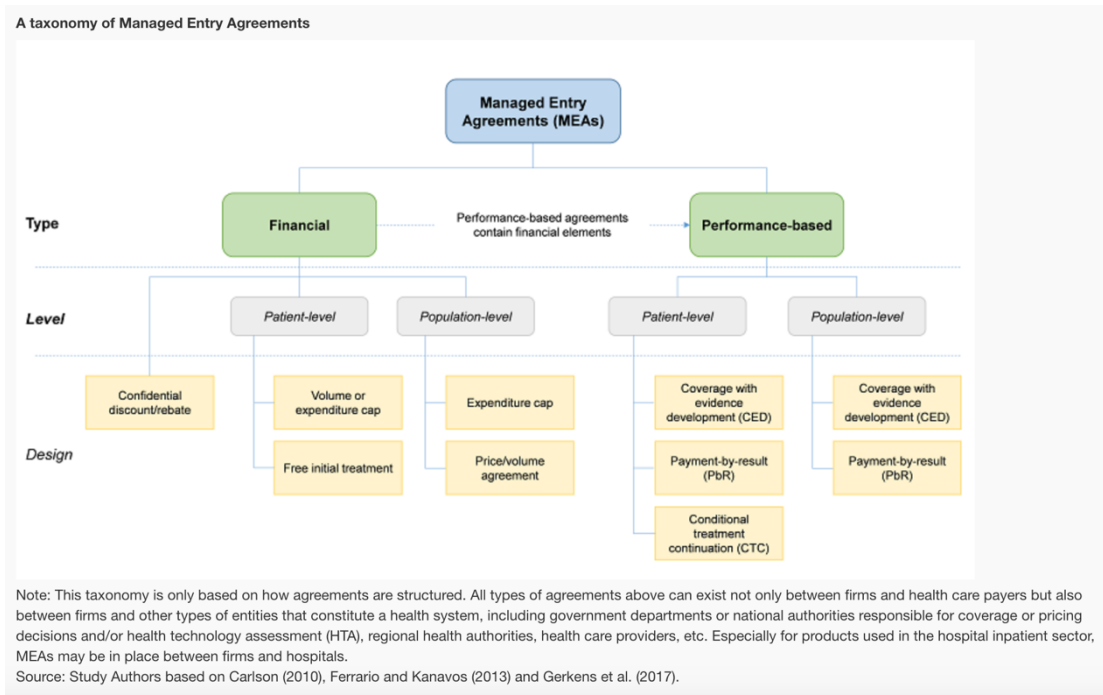 A taxonomy of Managed Entry Agreements
Managed Entry
Agreements (MEAs)
Type
Financial
Performance-based agreements
contain financial elements
Performance-based
Level
Patient-level
Population-level
Patient-level
Population-level
Design
Confidential
discount/rebate
Volume or
expenditure cap
Free initial treatment
Expenditure cap
Price/volume
agreement
Coverage with
evidence
development (CED)
Payment-by-result
(PbR)
Conditional
treatment
continuation (CTC)
Coverage with
evidence
development (CED)
Payment-by-result
(PbR)
Note: This taxonomy is only based on how agreements are structured. All types of agreements above can exist not only between firms and health care payers but also
between firms and other types of entities that constitute a health system, including government departments or national authorities responsible for coverage or pricing
decisions and/or health technology assessment (HTA), regional health authorities, health care providers, etc. Especially for products used in the hospital inpatient sector,
MEAs may be in place between firms and hospitals.
Source: Study Authors based on Carlson (2010), Ferrario and Kanavos (2013) and Gerkens et al. (2017).